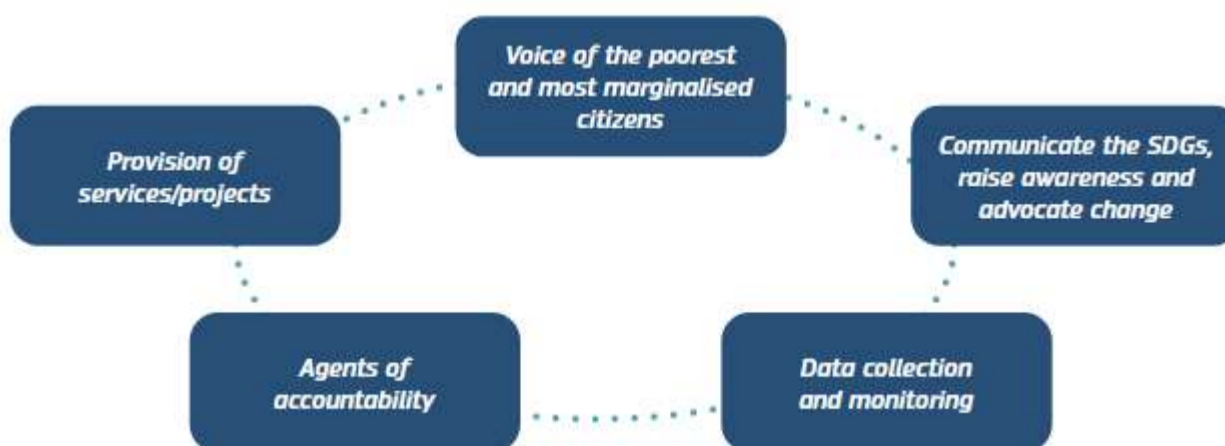 Voice of the poorest
and most marginalised
citizens
Provision of
services/projects
Communicate the SDGs,
raise awareness and
advocate change
Agents of
accountability
Data collection
and monitoring